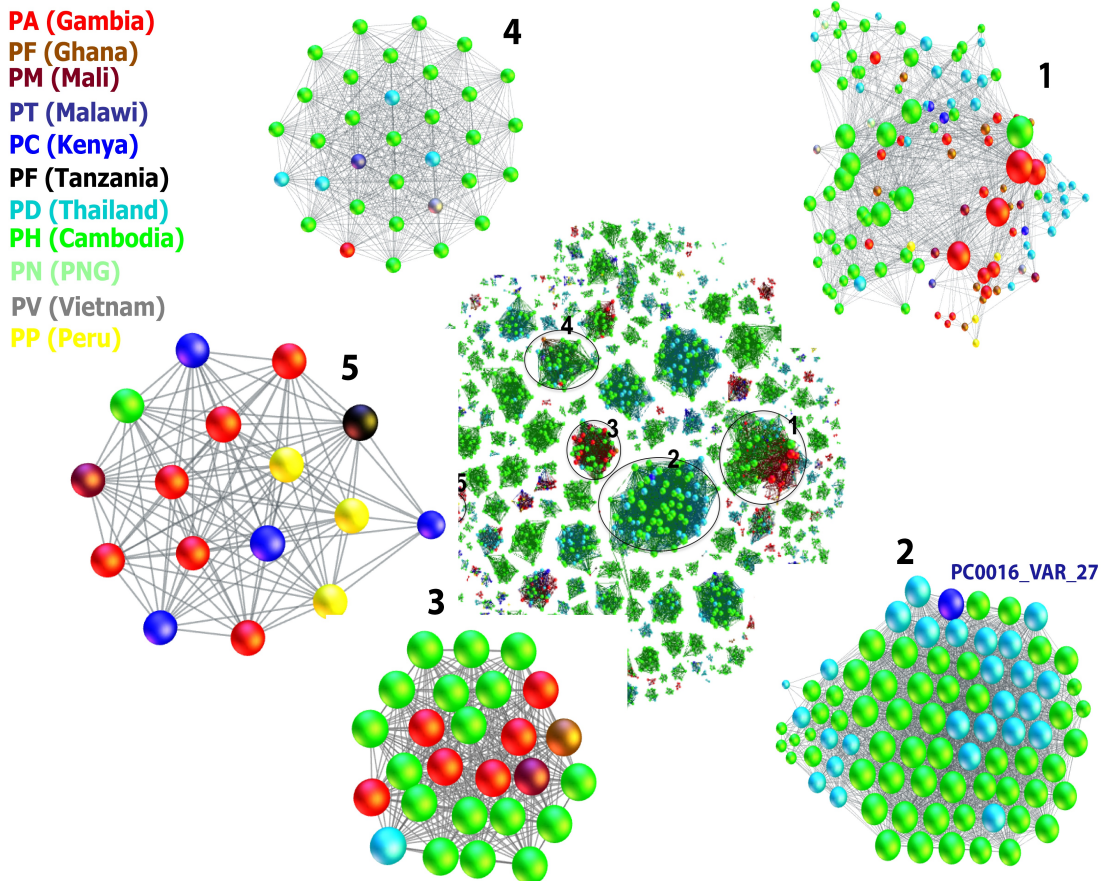 PA (Gambia)
PF (Ghana)
PM (Mali)
PT (Malawi)
PC (Kenya)
PF (Tanzania)
PD (Thailand)
PH (Cambodia)
PN (PNG)
PV (Vietnam)
PP (Peru)
4
1
5
4
3
1
2
5
3
2
PC0016_VAR_27